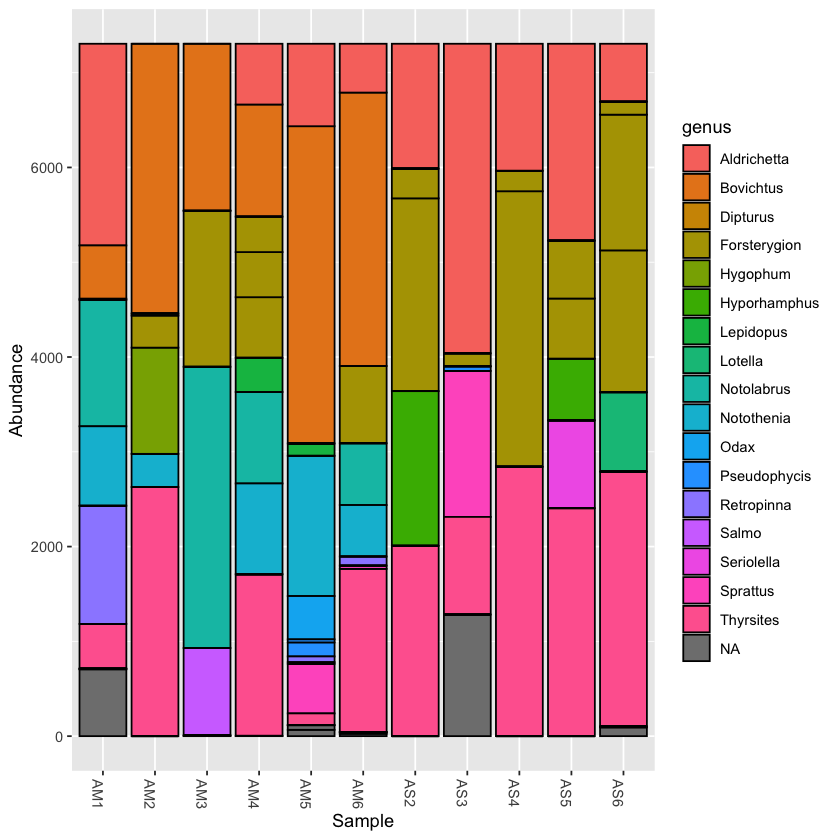 genus
Aldrichetta
Bovichtus
Dipturus
Forsterygion
Hygophum
Hyporhamphus
Lepidopus
Lotella
Notolabrus
Notothenia
Odax
Pseudophycis
Retropinna
Salmo
Seriolella
Sprattus
Thyrsites
NA
Abundance
6000
4000
2000
0
AM1 AM2 AM3 AM4 AM5 AM6 AS2 AS3 AS4 AS5 AS6
Sample